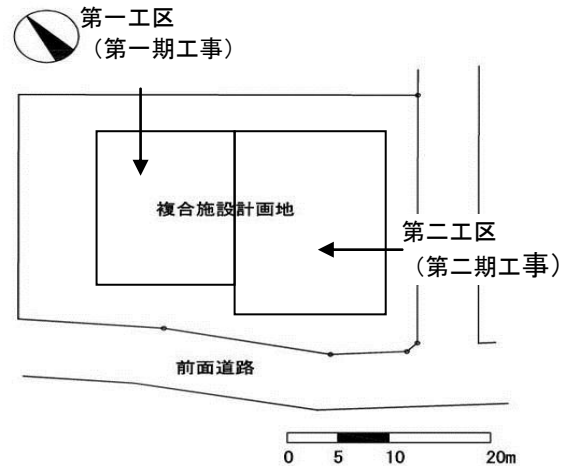 第一工区
（第一期工事）
複合施設計画地
第二工区
（第二期工事）
前面道路
0 5 10 20m